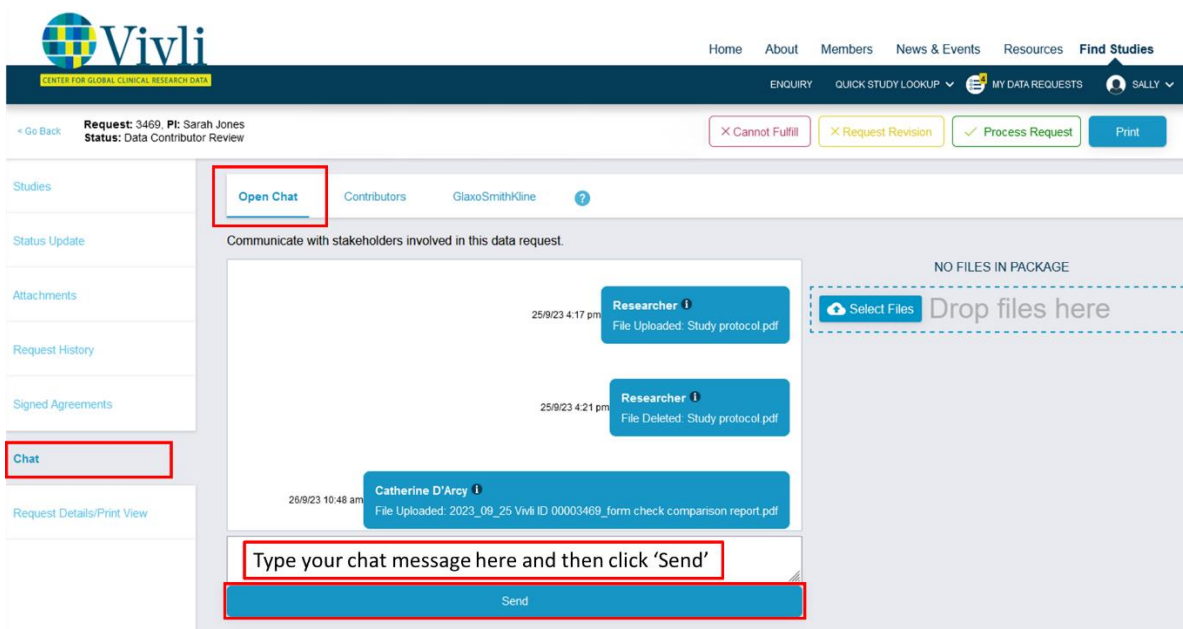 Vivli
CENTER FOR GLOBAL CLINICAL RESEARCH DATA
Home About Members News & Events Resources Find Studies
ENQUIRY QUICK STUDY LOOKUP 4 MY DATA REQUESTS SALLY
< Go Back
Request: 3469, PI: Sarah Jones
Status: Data Contributor Review
Cannot Fulfill Request Revision Process Request Print
Studies
Status Update
Attachments
Request History
Signed Agreements
Chat
Request Details/Print View
Open Chat Contributors GlaxoSmithKline ?
Communicate with stakeholders involved in this data request.
25/9/23 4:17 pm
Researcher i
File Uploaded: Study protocol.pdf
25/9/23 4:21 pm
Researcher i
File Deleted: Study protocol.pdf
26/9/23 10:48 am
Catherine D'Arcy i
File Uploaded: 2023_09_25 Vivli ID 00003469_form check comparison report.pdf
Type your chat message here and then click ‘Send’
Send
NO FILES IN PACKAGE
Select Files Drop files here